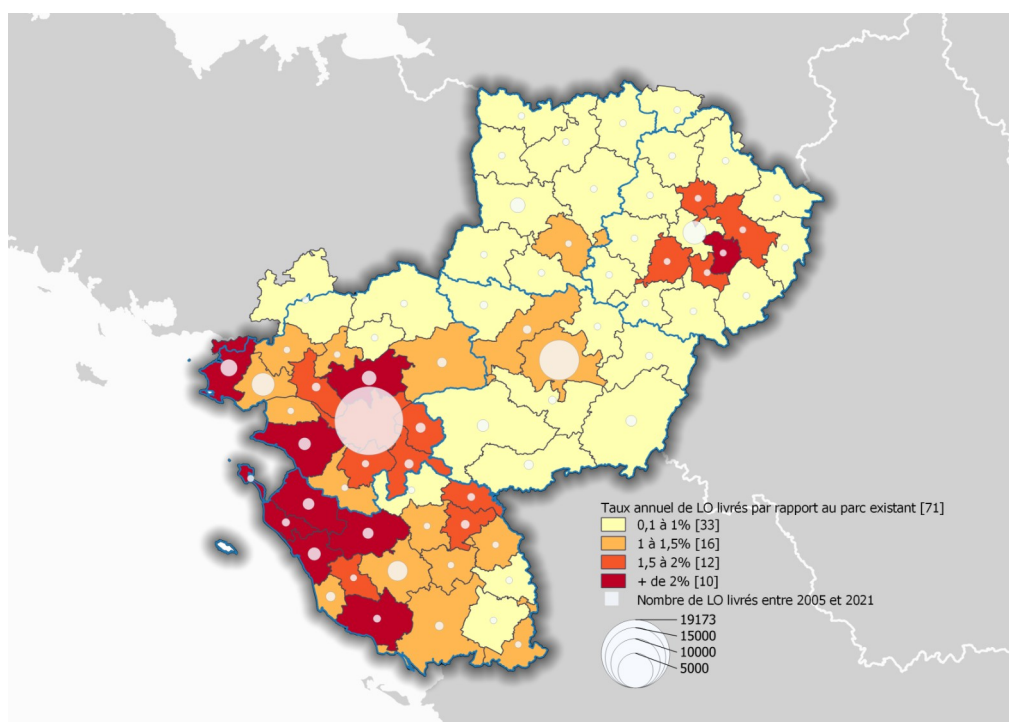 Taux annuel de LO livrés par rapport au parc existant [71]
0,1 à 1% [33]
1 à 1,5% [16]
1,5 à 2% [12]
+ de 2% [10]
Nombre de LO livrés entre 2005 et 2021
19173
15000
10000
5000